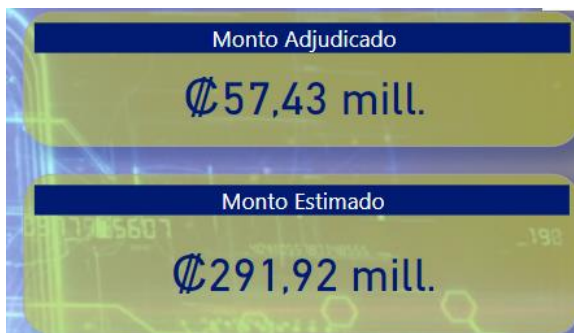 Monto Adjudicado
₡57,43 mill.
Monto Estimado
₡291,92 mill.